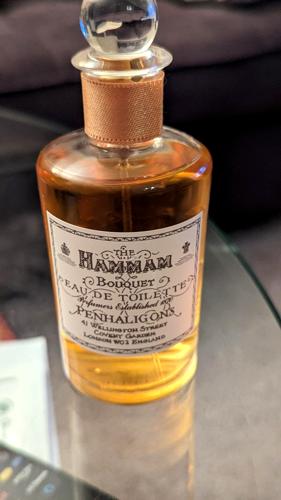 THE
HAMMAM
BOUQUET
EAU DE TOILETTE
Perfumers Established 1870
PENHALIGON'S
41 WELLINGTON STREET
COVENT GARDEN
LONDON WC2 ENGLAND